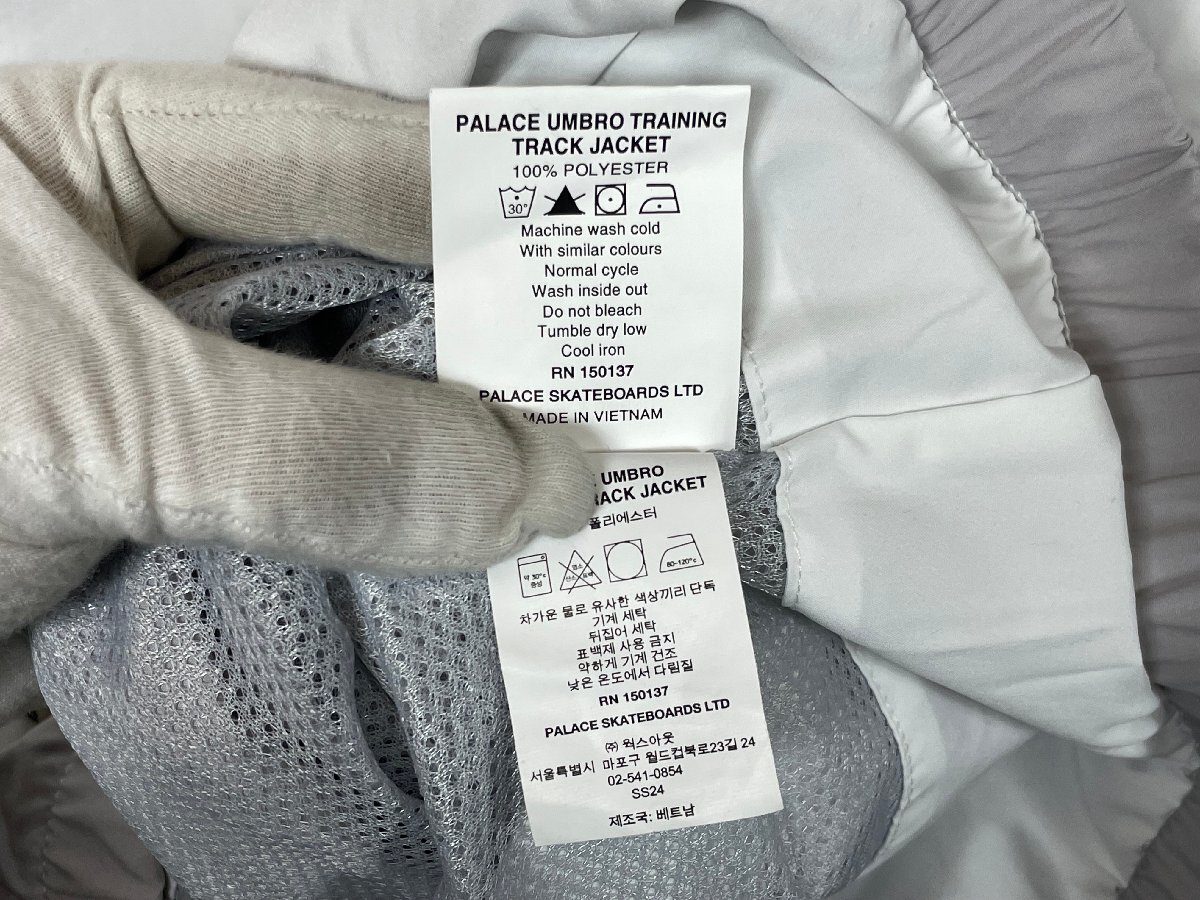 PALACE UMBRO TRAINING
TRACK JACKET
100% POLYESTER
30°
Machine wash cold
With similar colours
Normal cycle
Wash inside out
Do not bleach
Tumble dry low
Cool iron
RN 150137
PALACE SKATEBOARDS LTD
MADE IN VIETNAM
UMBRO
TRACK JACKET
폴리에스터
약 30°c
중성
염소
80~120°c
차가운 물로 유사한 색상끼리 단독
기계 세탁
뒤집어 세탁
표백제 사용 금지
약하게 기계 건조
낮은 온도에서 다림질
RN 150137
PALACE SKATEBOARDS LTD
㈜ 웍스아웃
서울특별시 마포구 월드컵북로23길 24
02-541-0854
SS24
제조국: 베트남